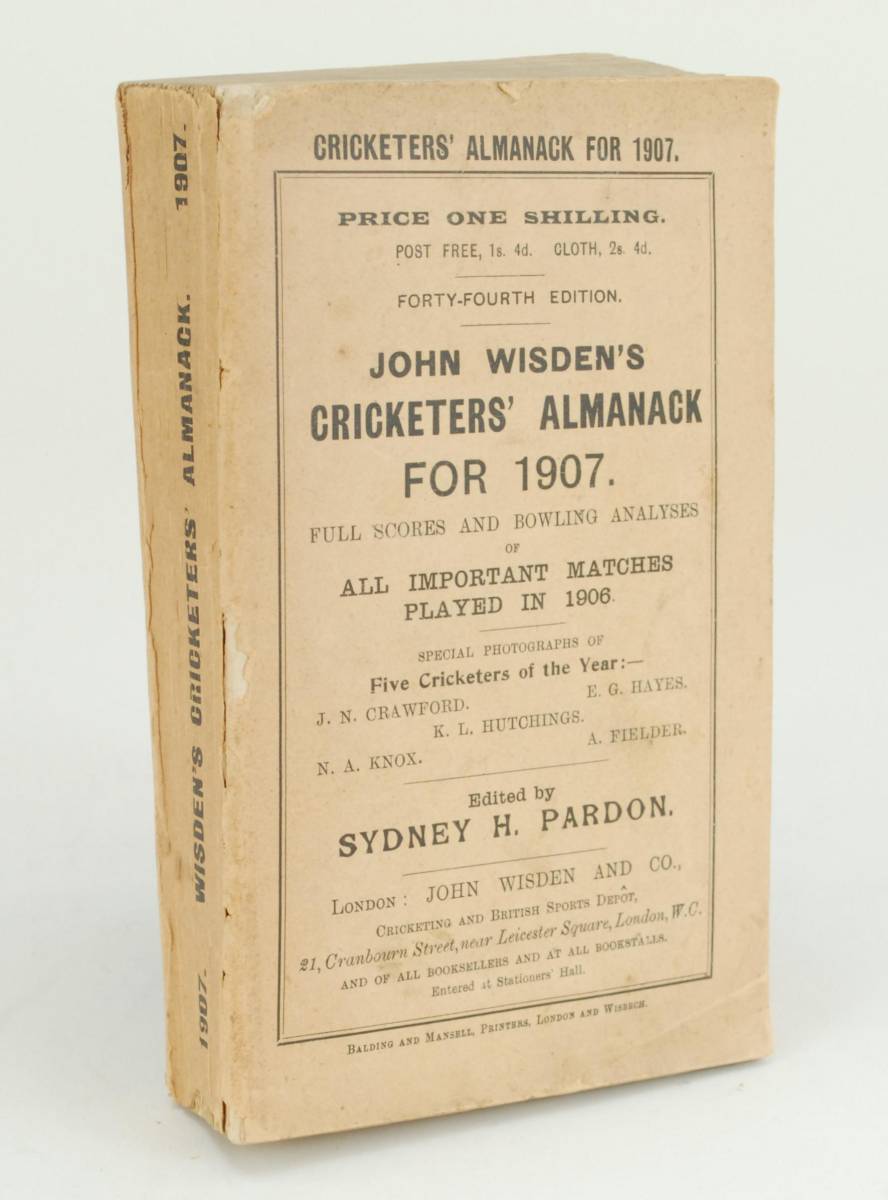 1907. WISDEN'S CRICKETERS' ALMANACK. 1907.
CRICKETERS' ALMANACK FOR 1907.
PRICE ONE SHILLING.
POST FREE, 1s. 4d. CLOTH, 2s. 4d.
FORTY-FOURTH EDITION.
JOHN WISDEN'S
CRICKETERS' ALMANACK
FOR 1907.
FULL SCORES AND BOWLING ANALYSES
OF
ALL IMPORTANT MATCHES
PLAYED IN 1906.
SPECIAL PHOTOGRAPHS OF
Five Cricketers of the Year:—
J. N. CRAWFORD. E. G. HAYES.
K. L. HUTCHINGS.
N. A. KNOX. A. FIELDER.
Edited by
SYDNEY H. PARDON.
LONDON: JOHN WISDEN AND CO.,
CRICKETING AND BRITISH SPORTS DEPÔT,
21, Cranbourn Street, near Leicester Square, London, W.C.
AND OF ALL BOOKSELLERS AND AT ALL BOOKSTALLS.
Entered at Stationers' Hall.
BALDING AND MANSELL, PRINTERS, LONDON AND WISBECH.